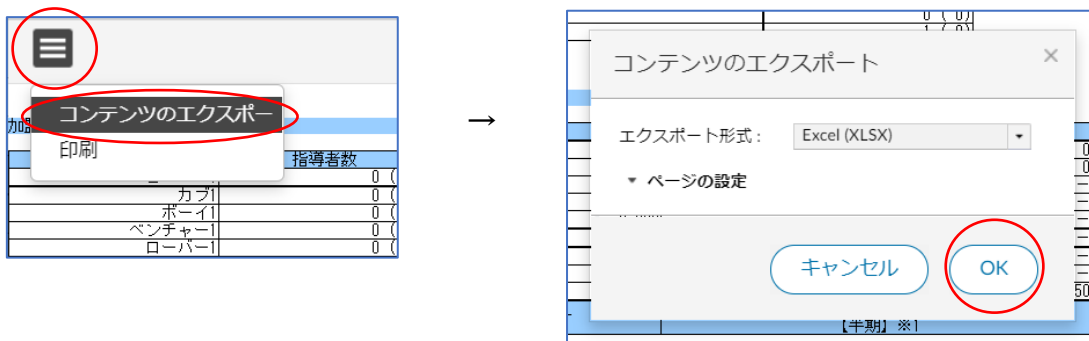 コンテンツのエクスポー
印刷
指導者数
0 (
カブ1 0 (
ボーイ1 0 (
ベンチャー1 0 (
ローバー1 0 (
→
0 ( 0)
コンテンツのエクスポート ×
エクスポート形式 : Excel (XLSX)
ページの設定
キャンセル OK
50
【半期】※1